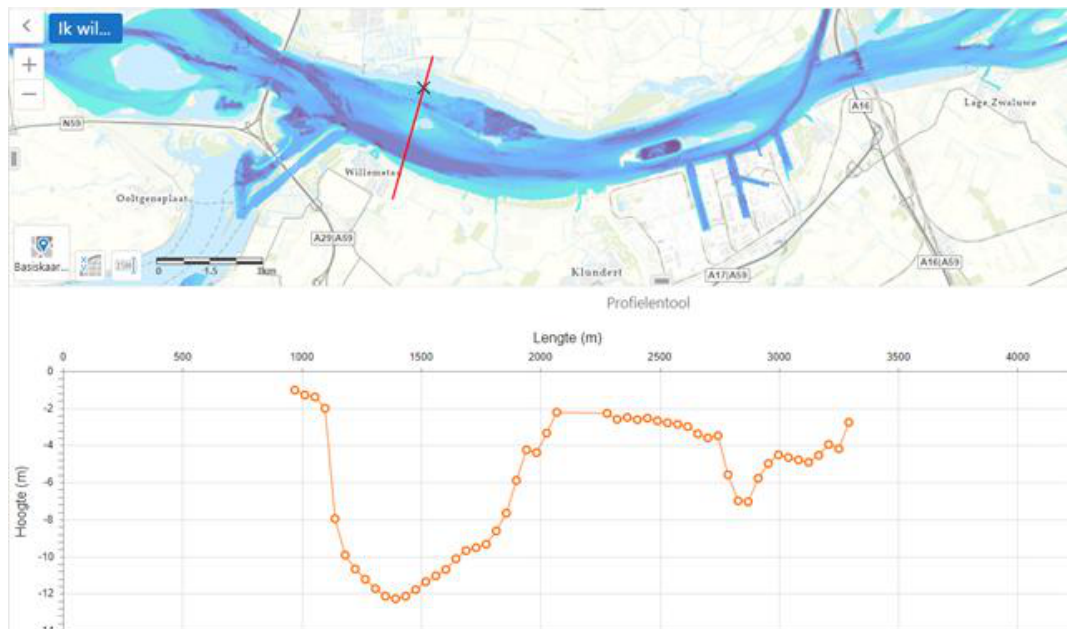 Ik wil...
A16
Lage Zwaluwe
N59
Willemsta
Ooltgensplaat
A29|A59
Basiskaar...
0 1.5 3km
Klundert
A17|A59
A16|A59
Profielentool
Lengte (m)
0 500 1000 1500 2000 2500 3000 3500 4000
Hoogte (m)
0
-2
-4
-6
-8
-10
-12
-14